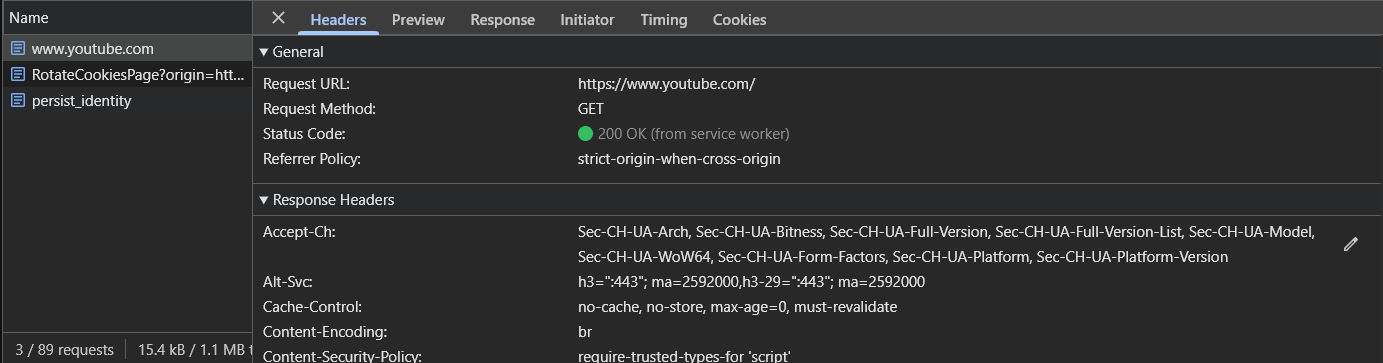 Name
Headers Preview Response Initiator Timing Cookies
www.youtube.com
RotateCookiesPage?origin=htt...
persist_identity
3 / 89 requests 15.4 kB / 1.1 MB t
General
Request URL: https://www.youtube.com/
Request Method: GET
Status Code: 200 OK (from service worker)
Referrer Policy: strict-origin-when-cross-origin
Response Headers
Accept-Ch: Sec-CH-UA-Arch, Sec-CH-UA-Bitness, Sec-CH-UA-Full-Version, Sec-CH-UA-Full-Version-List, Sec-CH-UA-Model,
Sec-CH-UA-WoW64, Sec-CH-UA-Form-Factors, Sec-CH-UA-Platform, Sec-CH-UA-Platform-Version
Alt-Svc: h3=":443"; ma=2592000,h3-29=":443"; ma=2592000
Cache-Control: no-cache, no-store, max-age=0, must-revalidate
Content-Encoding: br
Content-Security-Policy: require-trusted-types-for 'script'